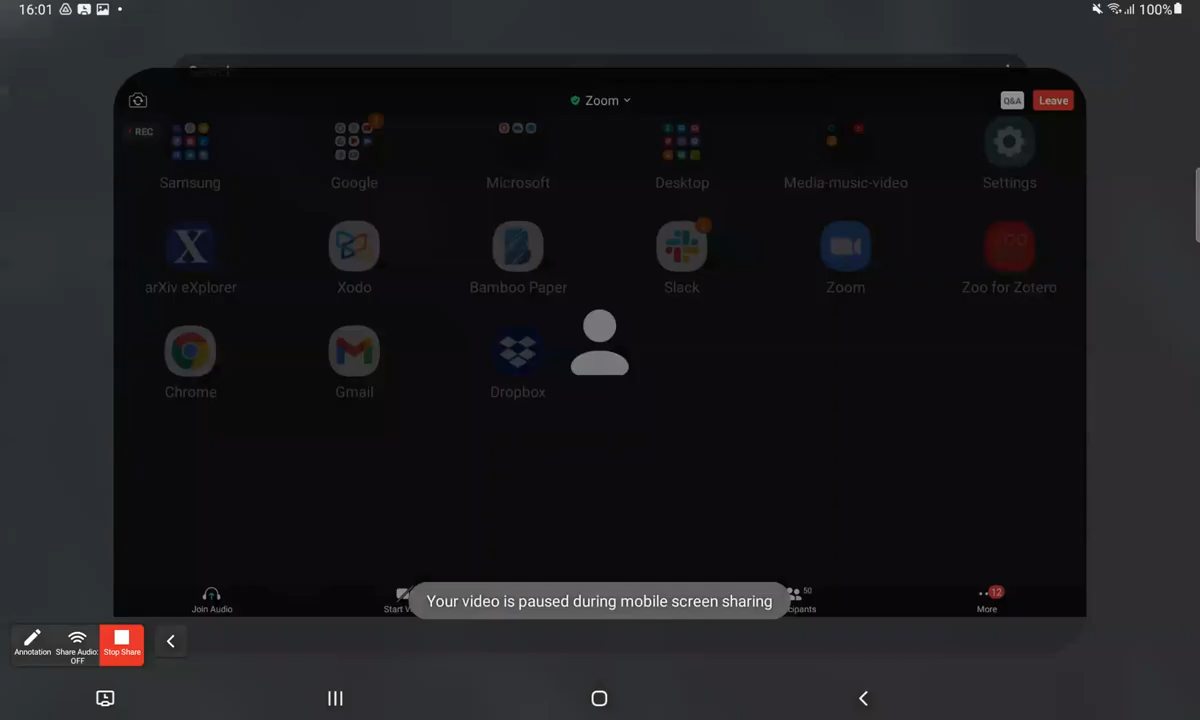 16:01
100%
Zoom
Q&A
Leave
REC
Samsung
Google
Microsoft
Desktop
Media-music-video
Settings
X
arXiv eXplorer
Xodo
Bamboo Paper
Slack
Zoom
Zoo for Zotero
Chrome
Gmail
Dropbox
Join Audio
Start
50
12
More
Your video is paused during mobile screen sharing
Annotation
Share Audio:
OFF
Stop Share